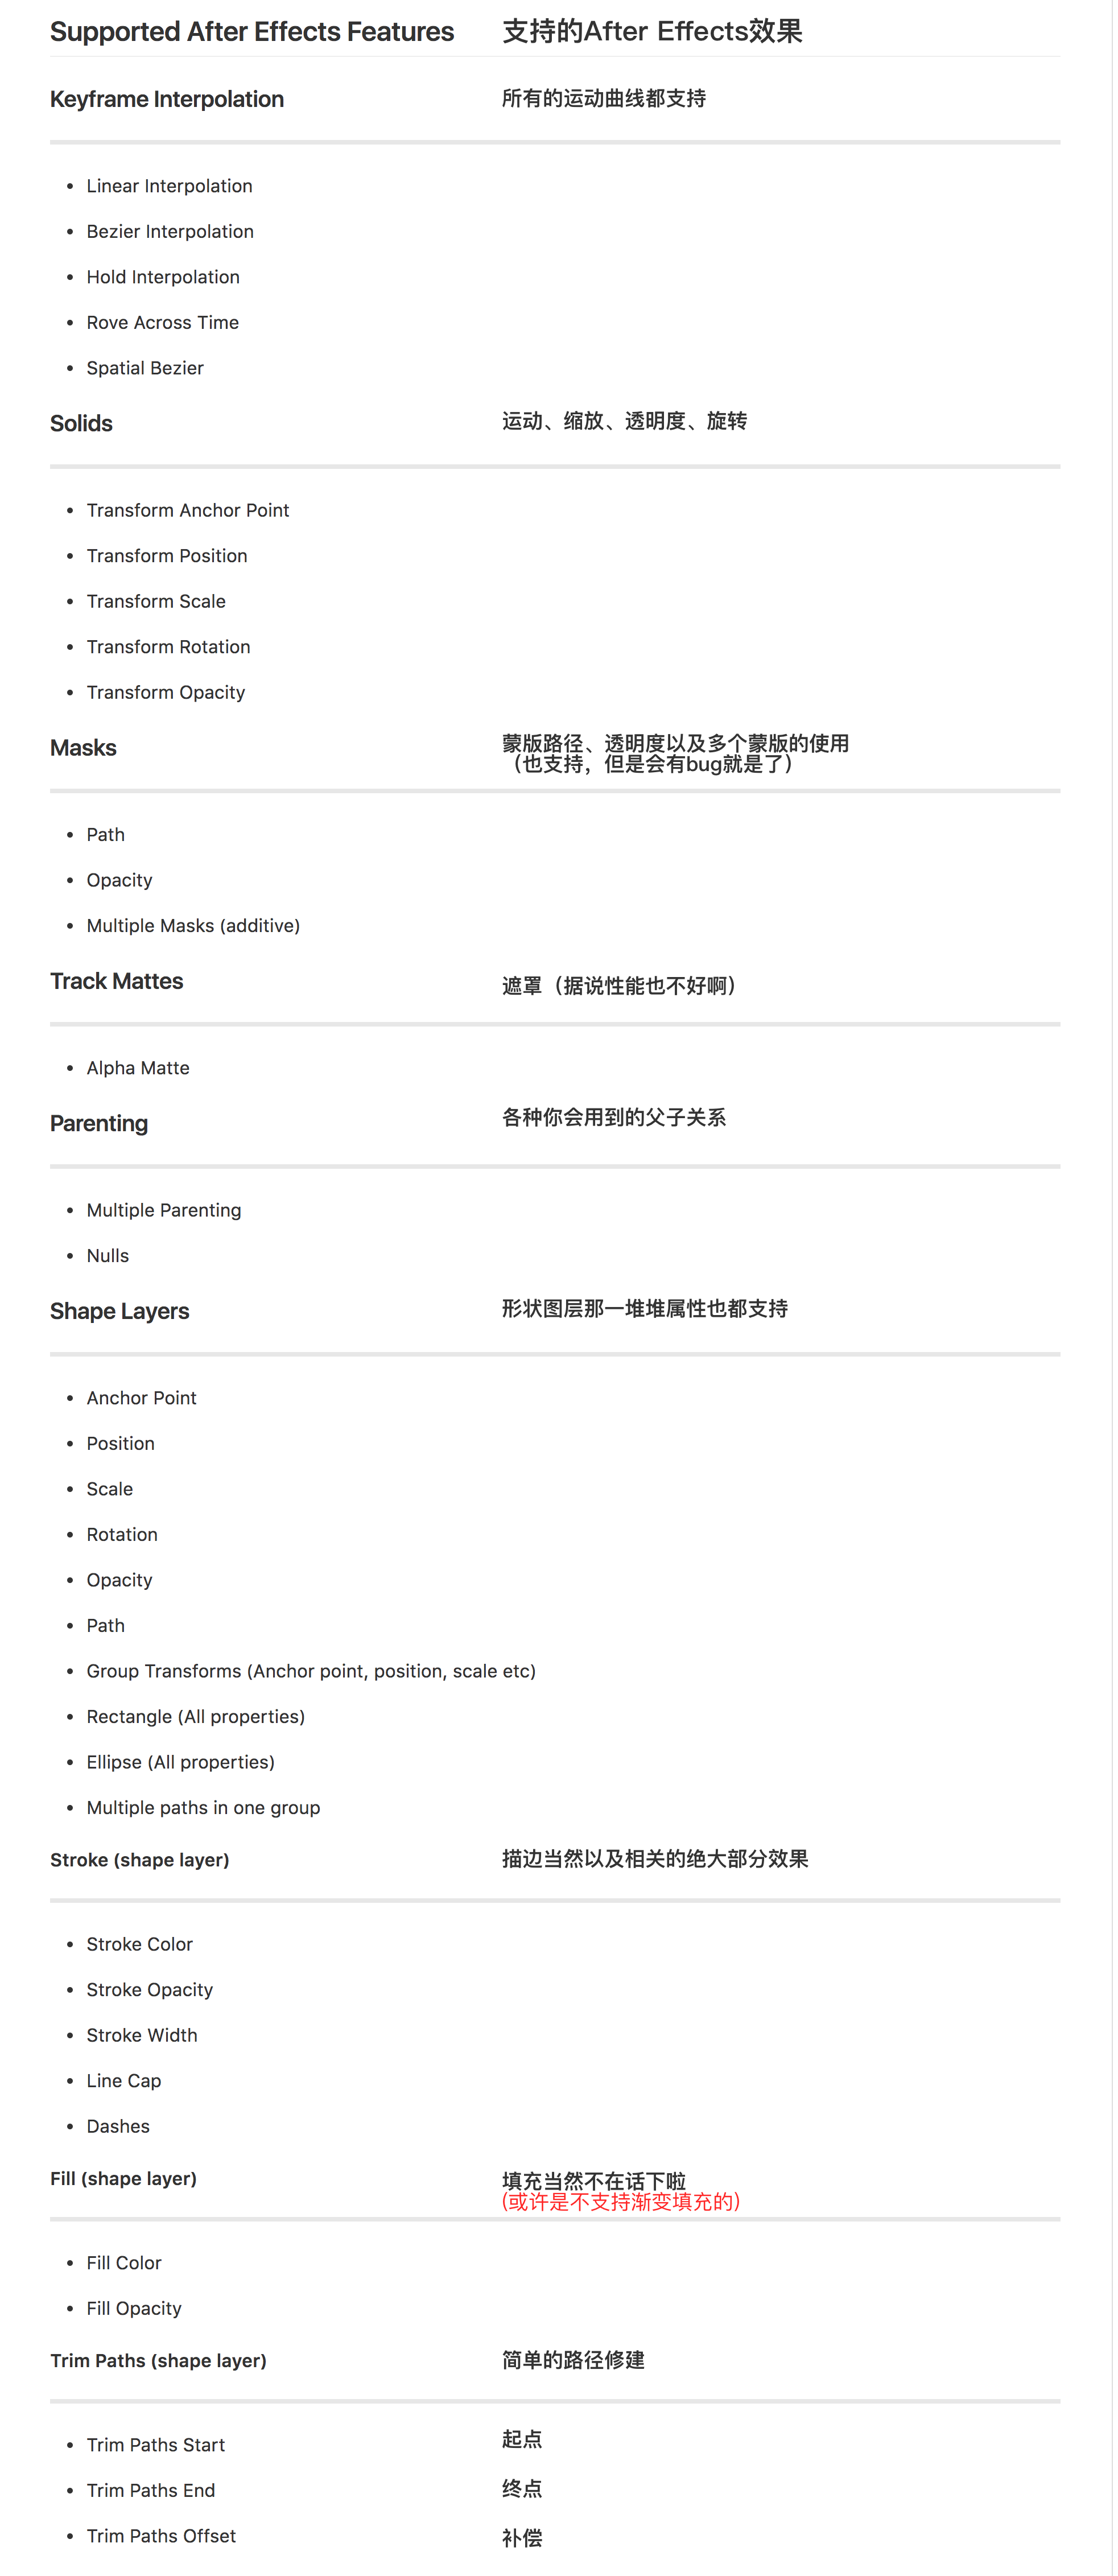 Supported After Effects Features 支持的After Effects效果
Keyframe Interpolation 所有的运动曲线都支持
Linear Interpolation
Bezier Interpolation
Hold Interpolation
Rove Across Time
Spatial Bezier
Solids 运动、缩放、透明度、旋转
Transform Anchor Point
Transform Position
Transform Scale
Transform Rotation
Transform Opacity
Masks 蒙版路径、透明度以及多个蒙版的使用
（也支持，但是会有bug就是了）
Path
Opacity
Multiple Masks (additive)
Track Mattes 遮罩（据说性能也不好啊）
Alpha Matte
Parenting 各种你会用到的父子关系
Multiple Parenting
Nulls
Shape Layers 形状图层那一堆堆属性也都支持
Anchor Point
Position
Scale
Rotation
Opacity
Path
Group Transforms (Anchor point, position, scale etc)
Rectangle (All properties)
Ellipse (All properties)
Multiple paths in one group
Stroke (shape layer) 描边当然以及相关的绝大部分效果
Stroke Color
Stroke Opacity
Stroke Width
Line Cap
Dashes
Fill (shape layer) 填充当然不在话下啦
(或许是不支持渐变填充的)
Fill Color
Fill Opacity
Trim Paths (shape layer) 简单的路径修建
Trim Paths Start 起点
Trim Paths End 终点
Trim Paths Offset 补偿